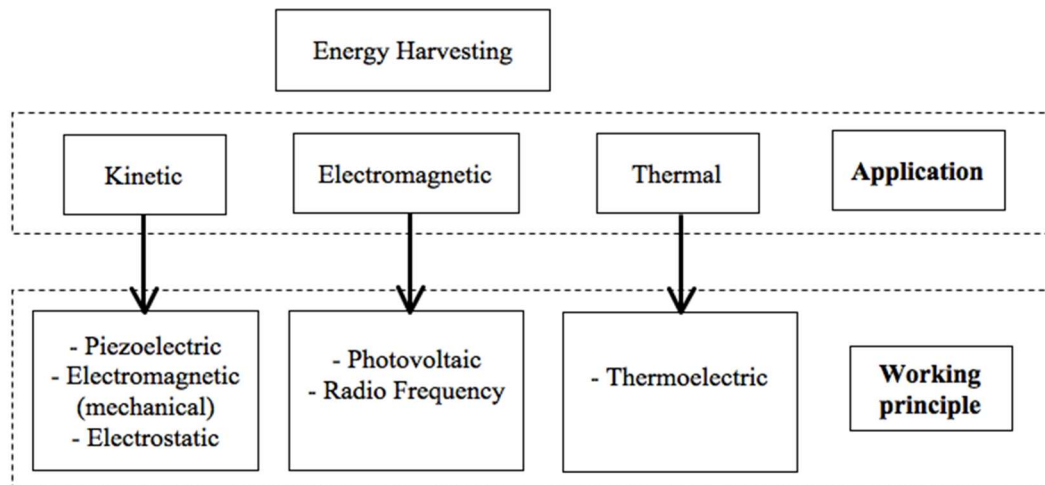 Energy Harvesting
Kinetic
Electromagnetic
Thermal
Application
- Piezoelectric
- Electromagnetic
(mechanical)
- Electrostatic
- Photovoltaic
- Radio Frequency
- Thermoelectric
Working
principle